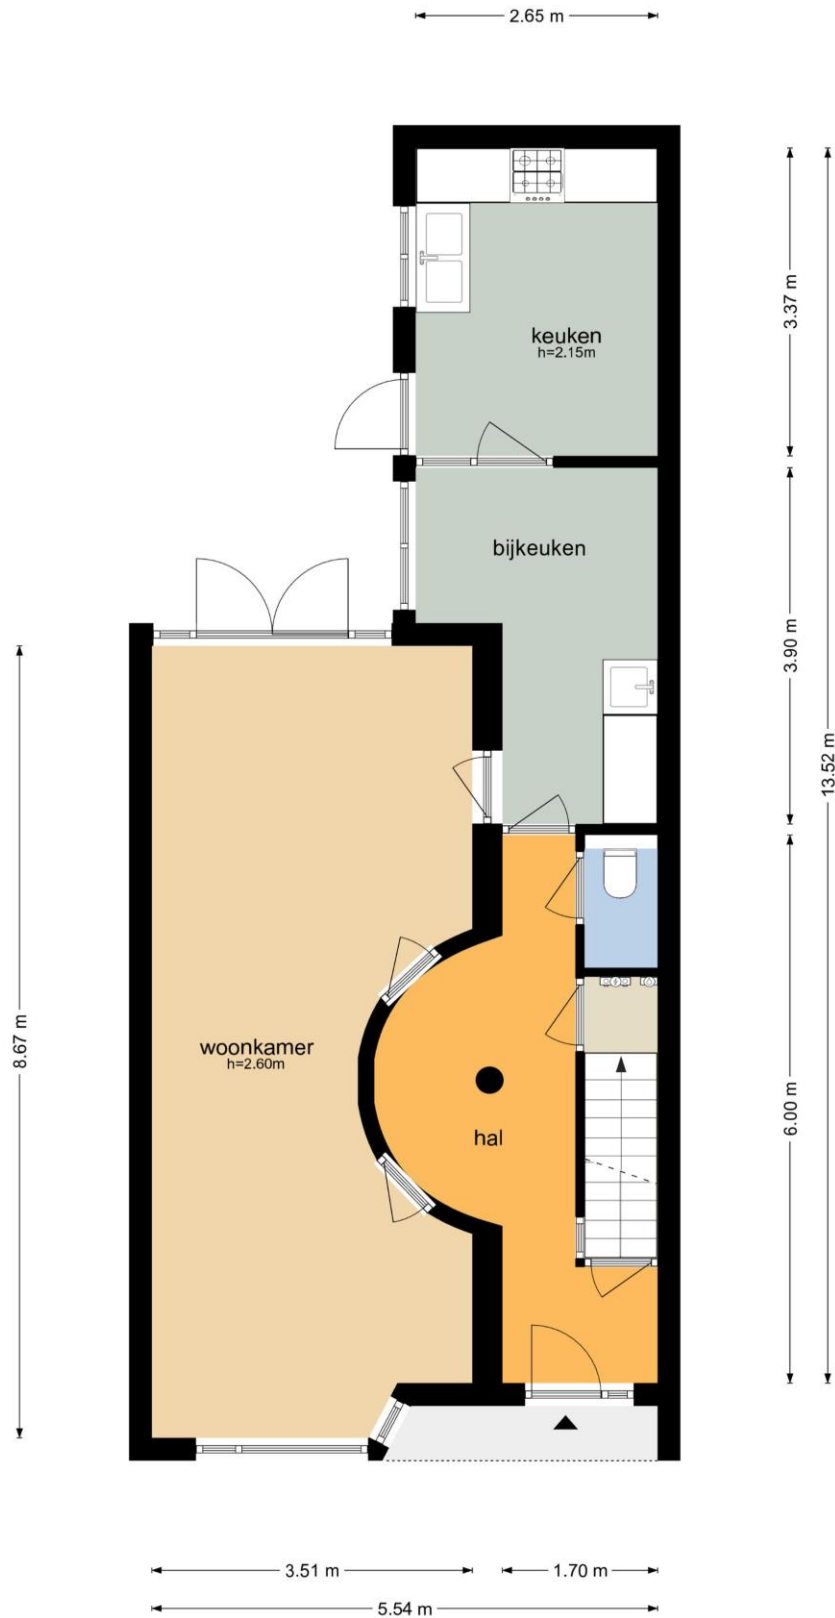 2.65 m
keuken
h=2.15m
3.37 m
bijkeuken
3.90 m
13.52 m
8.67 m
woonkamer
h=2.60m
hal
6.00 m
3.51 m
1.70 m
5.54 m